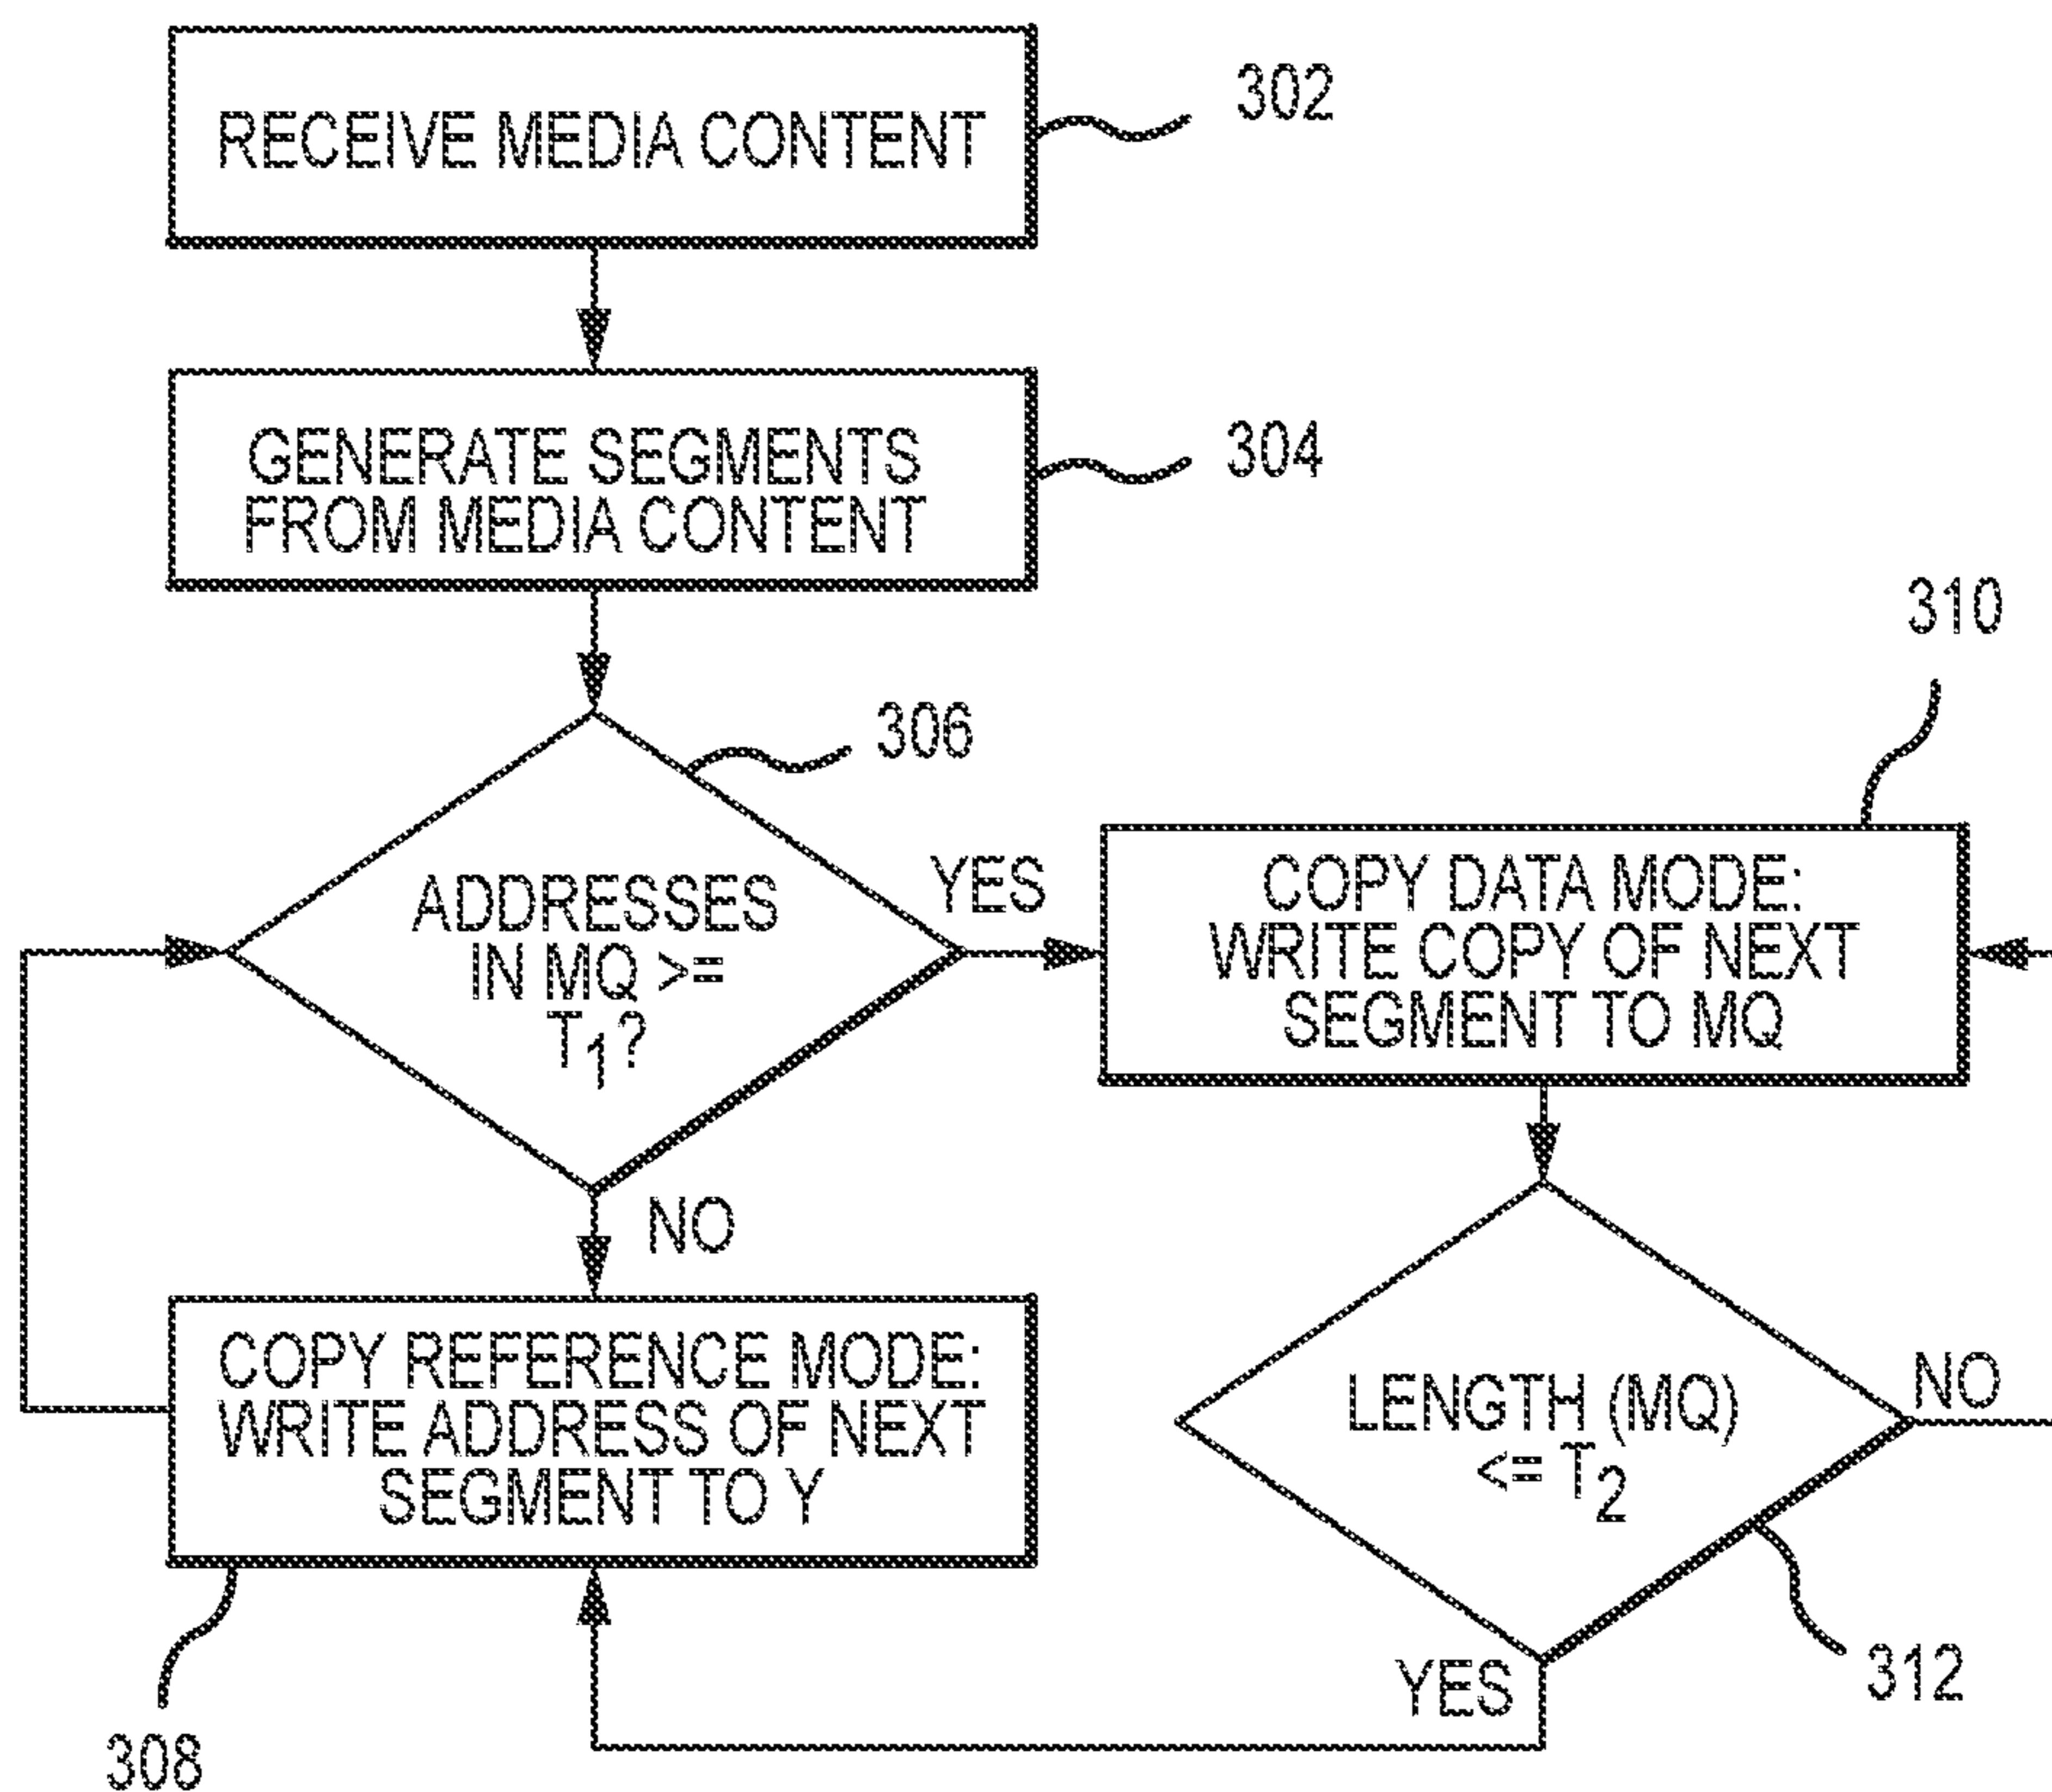 RECEIVE MEDIA CONTENT
302
GENERATE SEGMENTS
FROM MEDIA CONTENT
304
306
ADDRESSES
IN MQ >=
T1?
YES
NO
310
COPY DATA MODE:
WRITE COPY OF NEXT
SEGMENT TO MQ
COPY REFERENCE MODE:
WRITE ADDRESS OF NEXT
SEGMENT TO Y
308
LENGTH (MQ)
<= T2
NO
YES
312